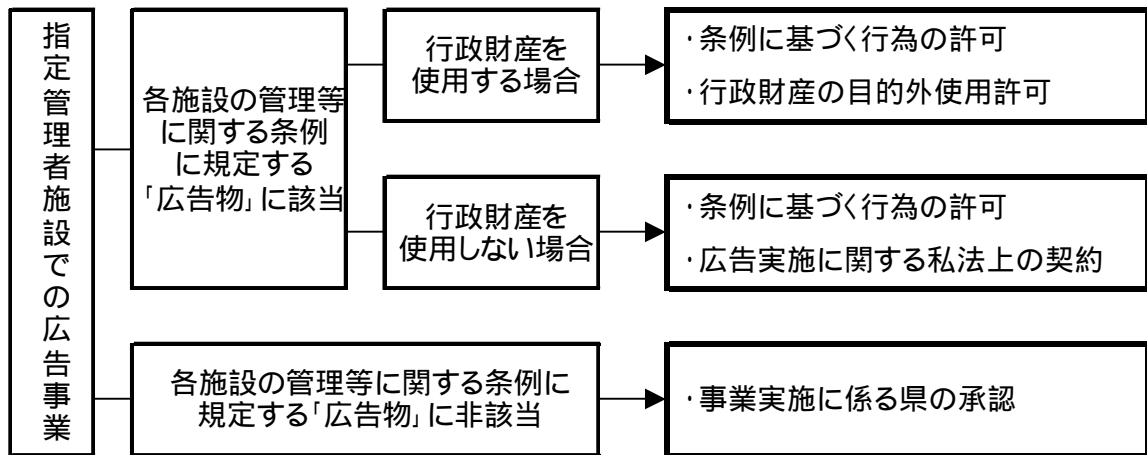 指定管理者施設での広告事業
各施設の管理等
に関する条例
に規定する
「広告物」に該当
行政財産を
使用する場合
・条例に基づく行為の許可
・行政財産の目的外使用許可
行政財産を
使用しない場合
・条例に基づく行為の許可
・広告実施に関する私法上の契約
各施設の管理等に関する条例に
規定する「広告物」に非該当
・事業実施に係る県の承認